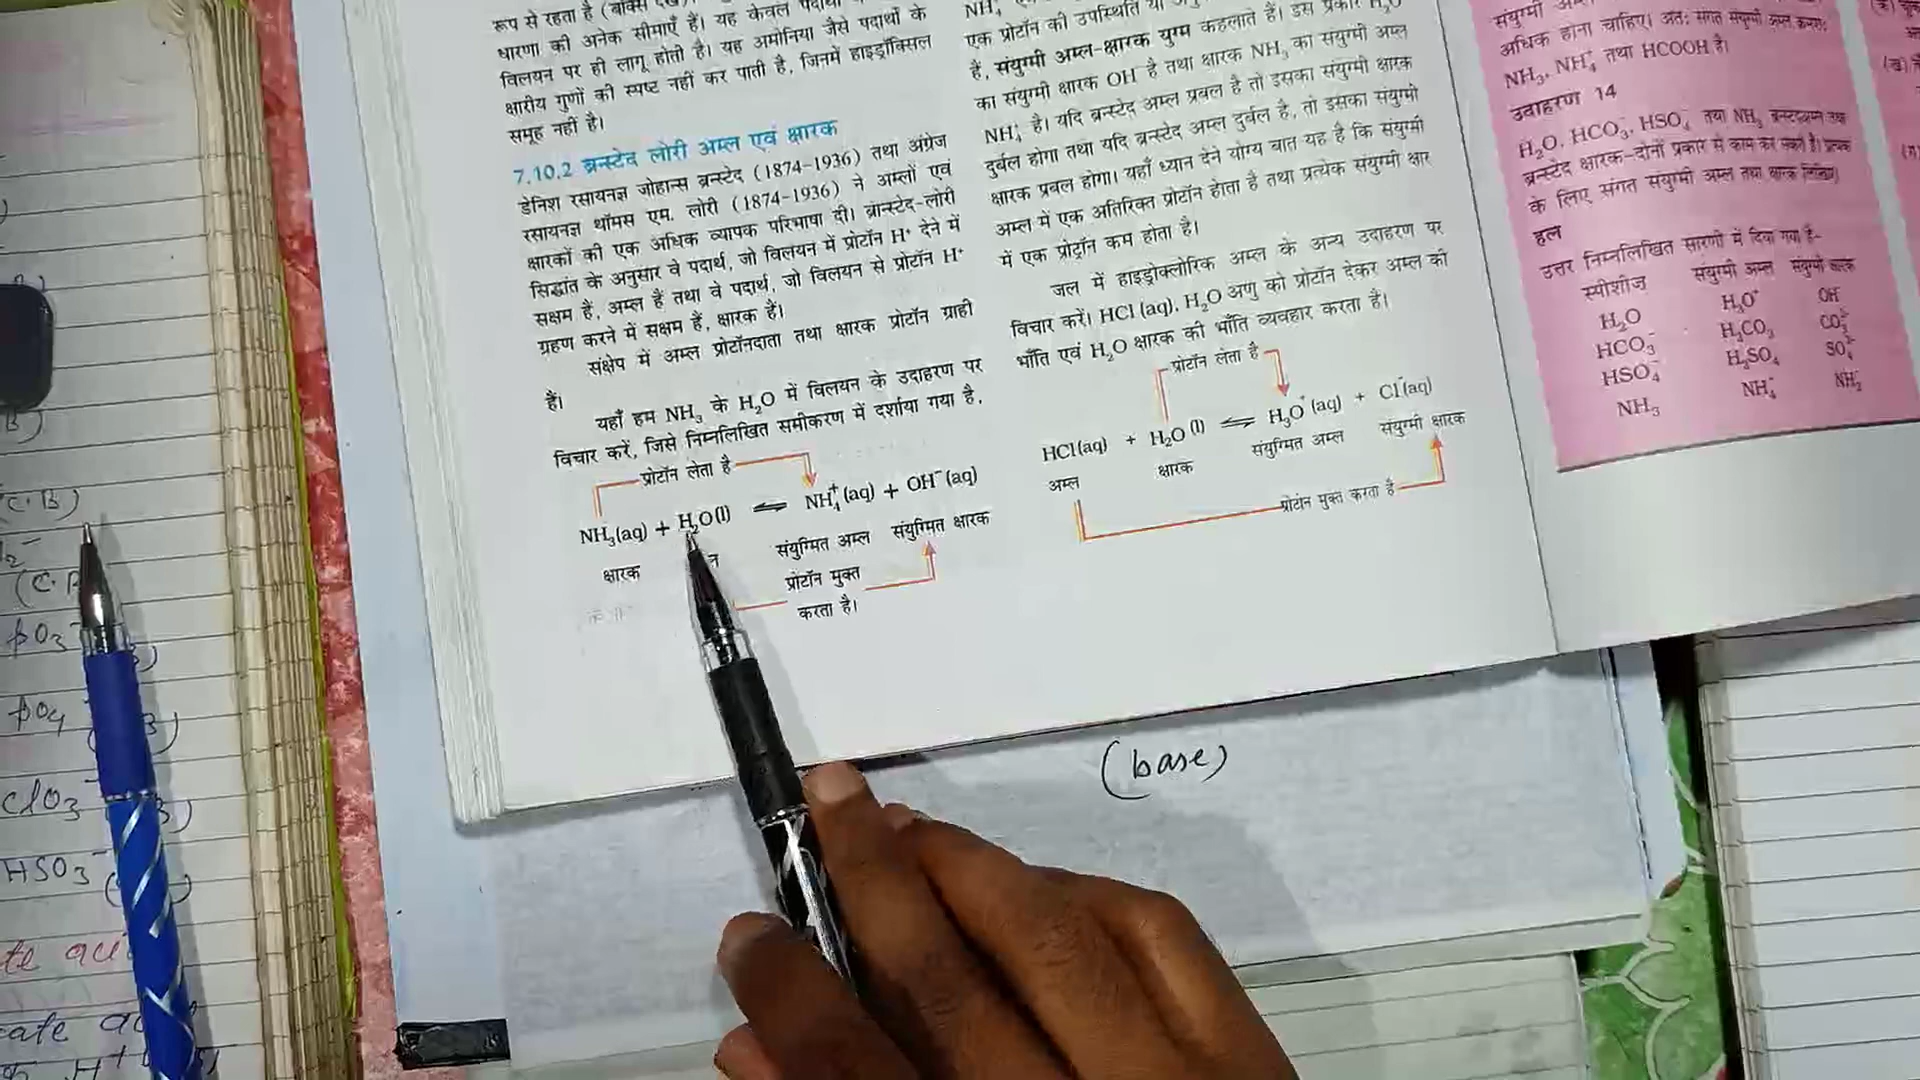 रूप से रहता है (बॉक्स देखें)
धारणा की अनेक सीमाएँ हैं। यह केवल पदार्थों
विलयन पर ही लागू होती है। यह अमोनिया जैसे पदार्थों के
क्षारीय गुणों को स्पष्ट नहीं कर पाती है, जिनमें हाइड्रॉक्सिल
समूह नहीं है।
7.10.2 ब्रन्स्टेद लोरी अम्ल एवं क्षारक
डेनिश रसायनज्ञ जोहान्स ब्रन्स्टेद (1874-1936) तथा अंग्रेज
रसायनज्ञ थॉमस एम. लोरी (1874-1936) ने अम्लों एवं
क्षारकों की एक अधिक व्यापक परिभाषा दी। ब्रान्स्टेद-लोरी
सिद्धांत के अनुसार वे पदार्थ, जो विलयन में प्रोटॉन H⁺ देने में
सक्षम हैं, अम्ल हैं तथा वे पदार्थ, जो विलयन से प्रोटॉन H⁺
ग्रहण करने में सक्षम हैं, क्षारक हैं।
संक्षेप में अम्ल प्रोटॉनदाता तथा क्षारक प्रोटॉन ग्राही
हैं।
यहाँ हम NH₃ के H₂O में विलयन के उदाहरण पर
विचार करें, जिसे निम्नलिखित समीकरण में दर्शाया गया है,
प्रोटॉन लेता है
NH₃(aq) + H₂O(l) ⇌ NH₄⁺(aq) + OH⁻(aq)
क्षारक संयुग्मित अम्ल संयुग्मित क्षारक
प्रोटॉन मुक्त
करता है।
NH₄⁺
एक प्रोटॉन की उपस्थिति या
हैं, संयुग्मी अम्ल-क्षारक युग्म कहलाते हैं। इस प्रकार H₂O
का संयुग्मी क्षारक OH⁻ है तथा क्षारक NH₃ का संयुग्मी अम्ल
NH₄⁺ है। यदि ब्रन्स्टेद अम्ल प्रबल है तो इसका संयुग्मी क्षारक
दुर्बल होगा तथा यदि ब्रन्स्टेद अम्ल दुर्बल है, तो इसका संयुग्मी
क्षारक प्रबल होगा। यहाँ ध्यान देने योग्य बात यह है कि संयुग्मी
अम्ल में एक अतिरिक्त प्रोटॉन होता है तथा प्रत्येक संयुग्मी क्षार
में एक प्रोट्रॉन कम होता है।
जल में हाइड्रोक्लोरिक अम्ल के अन्य उदाहरण पर
विचार करें। HCl (aq), H₂O अणु को प्रोटॉन देकर अम्ल की
भाँति एवं H₂O क्षारक की भाँति व्यवहार करता है।
प्रोटॉन लेता है
HCl(aq) + H₂O(l) ⇌ H₃O⁺(aq) + Cl⁻(aq)
अम्ल क्षारक संयुग्मित अम्ल संयुग्मी क्षारक
प्रोटॉन मुक्त करता है
संयुग्मी
अधिक होना चाहिए। अतः संगत संयुग्मी अम्ल क्रमशः
NH₃, NH₄⁺ तथा HCOOH है।
उदाहरण 14
H₂O, HCO₃⁻, HSO₄⁻ तथा NH₃ ब्रन्स्टेदअम्ल तथा
ब्रन्स्टेद क्षारक-दोनों प्रकार से काम कर सकते हैं। प्रत्येक
के लिए संगत संयुग्मी अम्ल तथा क्षारक लिखिए।
हल
उत्तर निम्नलिखित सारणी में दिया गया है-
स्पीशीज़ संयुग्मी अम्ल संयुग्मी क्षारक
H₂O H₃O⁺ OH⁻
HCO₃⁻ H₂CO₃ CO₃²⁻
HSO₄⁻ H₂SO₄ SO₄²⁻
NH₃ NH₄⁺ NH₂⁻
(base)
(C.B)
PO₃
PO₄
ClO₃
HSO₃⁻